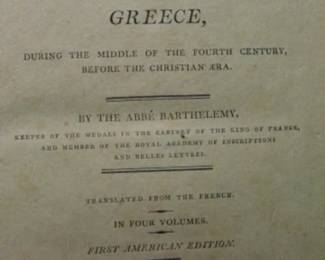 GREECE,
DURING THE MIDDLE OF THE FOURTH CENTURY,
BEFORE THE CHRISTIAN ÆRA.
BY THE ABBÉ BARTHELEMY,
KEEPER OF THE MEDALS IN THE CABINET OF THE KING OF FRANCE,
AND MEMBER OF THE ROYAL ACADEMY OF INSCRIPTIONS
AND BELLES LETTRES.
TRANSLATED FROM THE FRENCH.
IN FOUR VOLUMES.
FIRST AMERICAN EDITION.